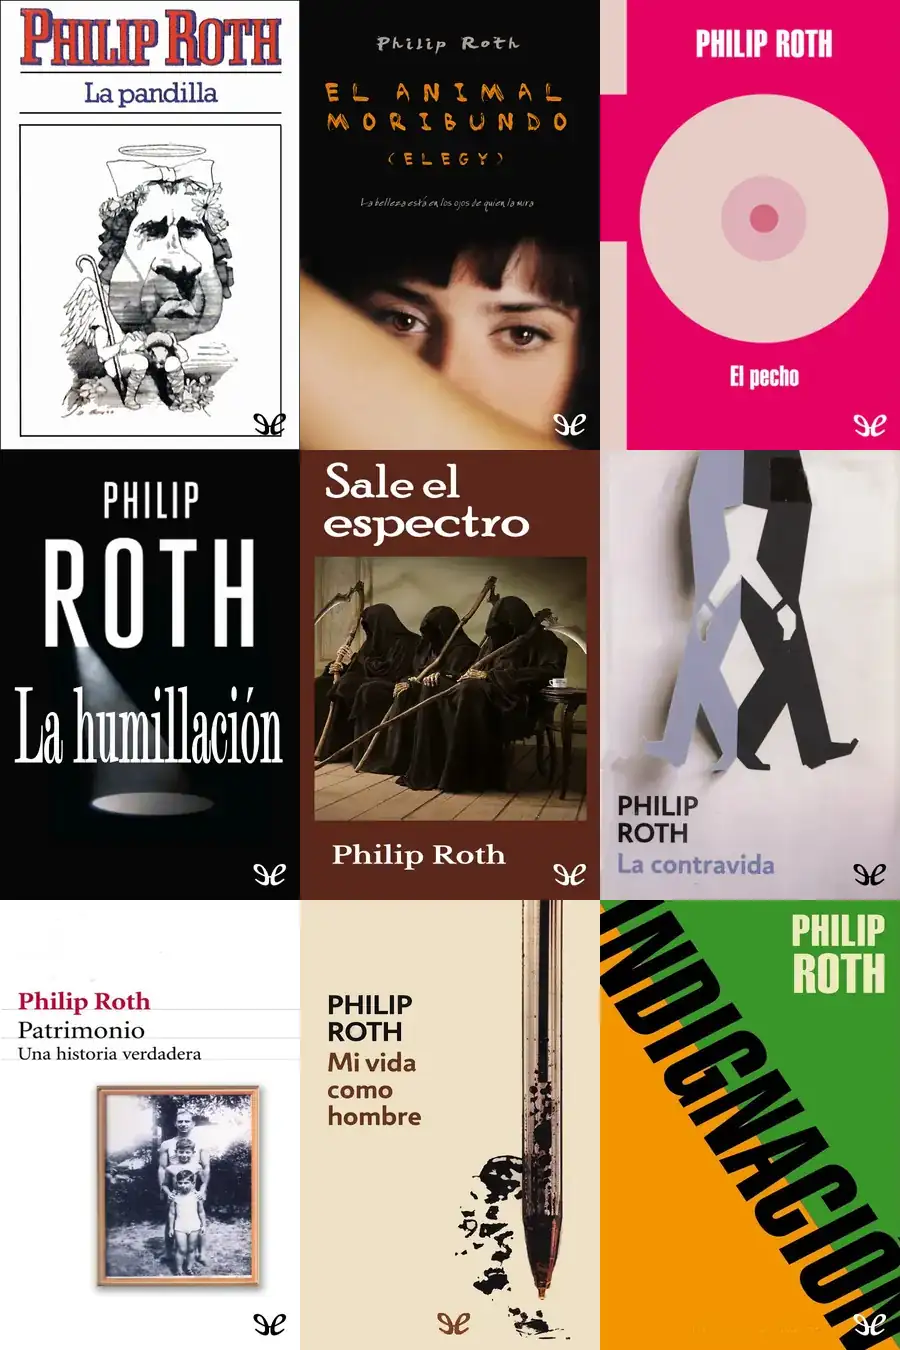 PHILIP ROTH
La pandilla
Philip Roth
EL ANIMAL
MORIBUNDO
(ELEGY)
La belleza está en los ojos de quien la mira
PHILIP ROTH
El pecho
PHILIP
ROTH
La humillación
Sale el
espectro
Philip Roth
PHILIP
ROTH
La contravida
Philip Roth
Patrimonio
Una historia verdadera
PHILIP
ROTH
Mi vida
como
hombre
PHILIP
ROTH
INDIGNACIÓN